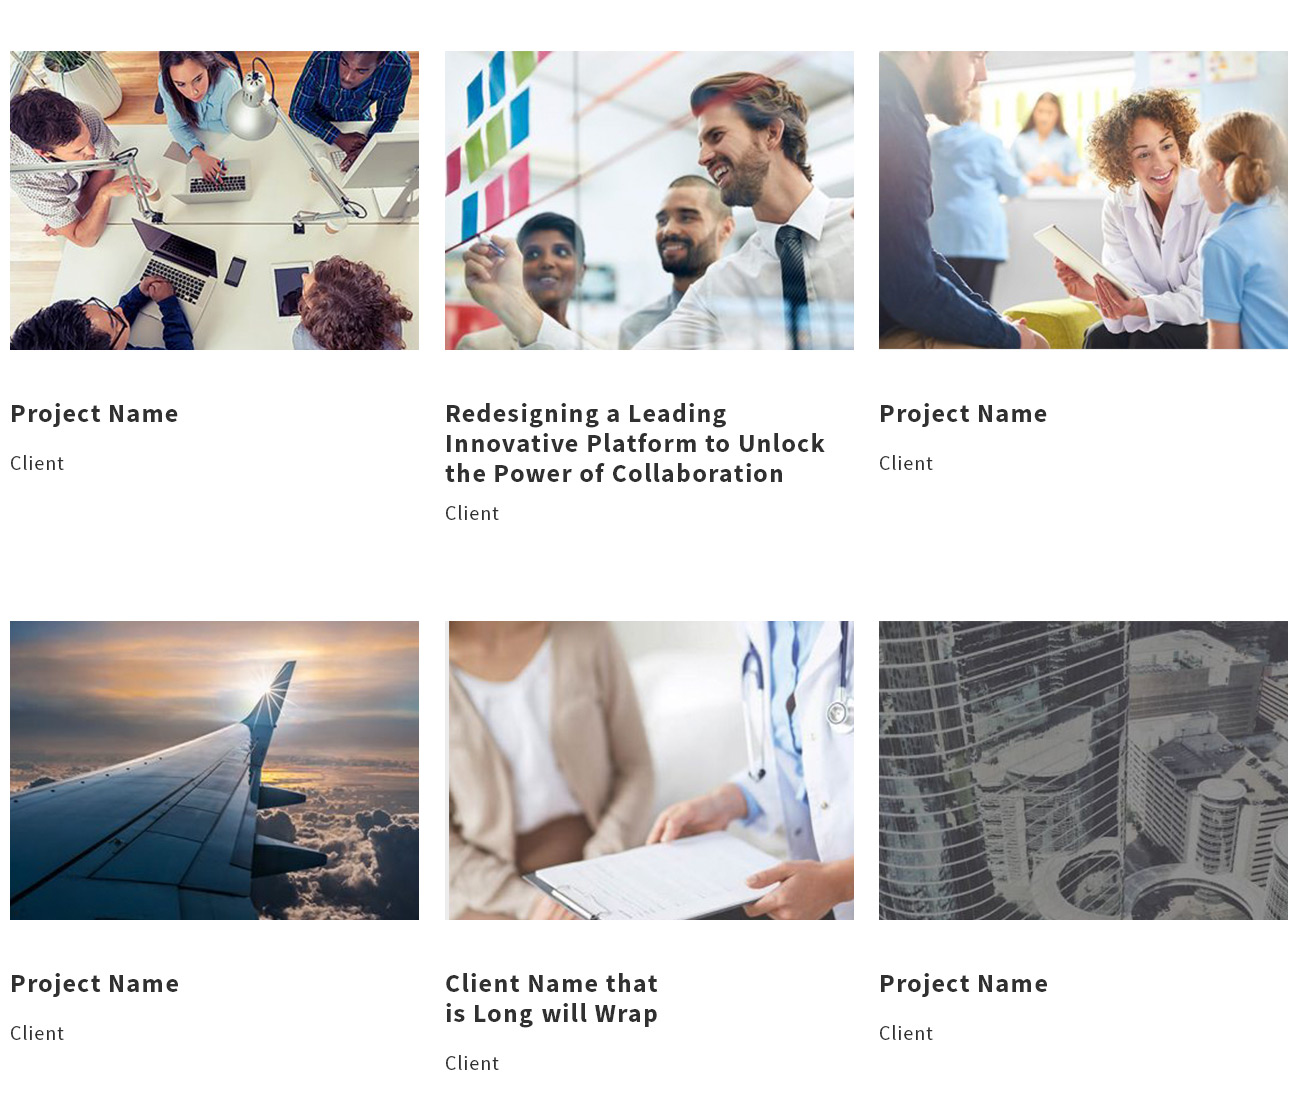 Project Name
Client
Redesigning a Leading
Innovative Platform to Unlock
the Power of Collaboration
Client
Project Name
Client
Project Name
Client
Client Name that
is Long will Wrap
Client
Project Name
Client